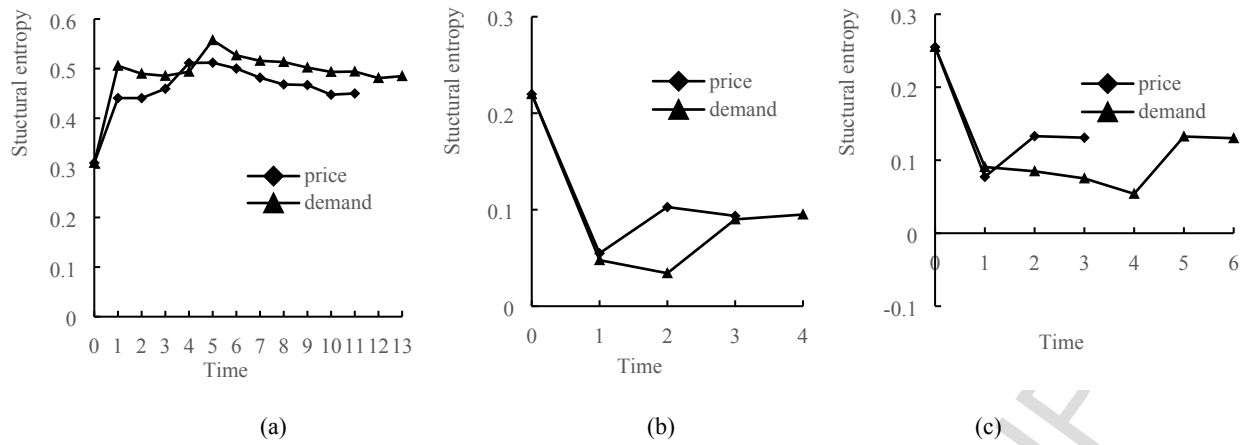 0.6
0.5
0.4
0.3
0.2
0.1
0
0 1 2 3 4 5 6 7 8 9 10 11 12 13
Stuctural entropy
Time
price
demand
(a)
0.3
0.2
0.1
0
0 1 2 3 4
Stuctural entropy
Time
price
demand
(b)
0.3
0.2
0.1
0
-0.1
0 1 2 3 4 5 6
Stuctural entropy
Time
price
demand
(c)